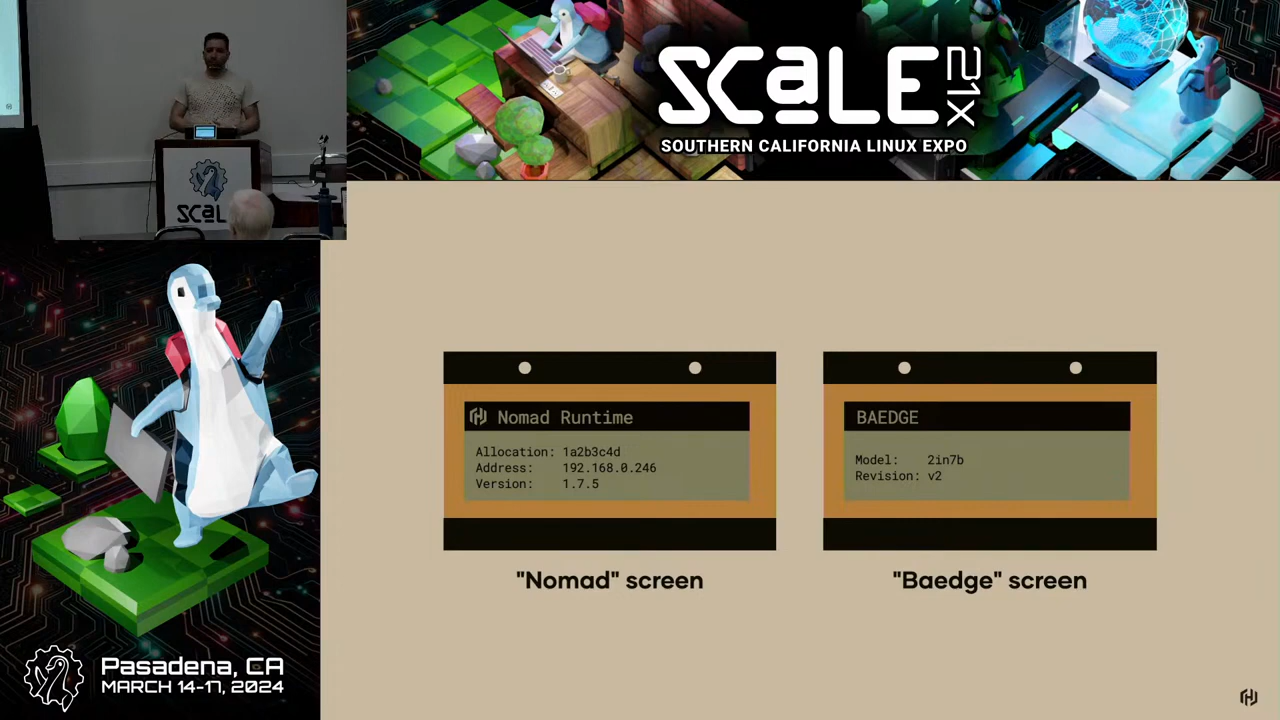 SCALE 21X
SOUTHERN CALIFORNIA LINUX EXPO
SCAL
Nomad Runtime
Allocation: 1a2b3c4d
Address: 192.168.0.246
Version: 1.7.5
BAEDGE
Model: 2in7b
Revision: v2
"Nomad" screen
"Baedge" screen
Pasadena, CA
MARCH 14-17, 2024